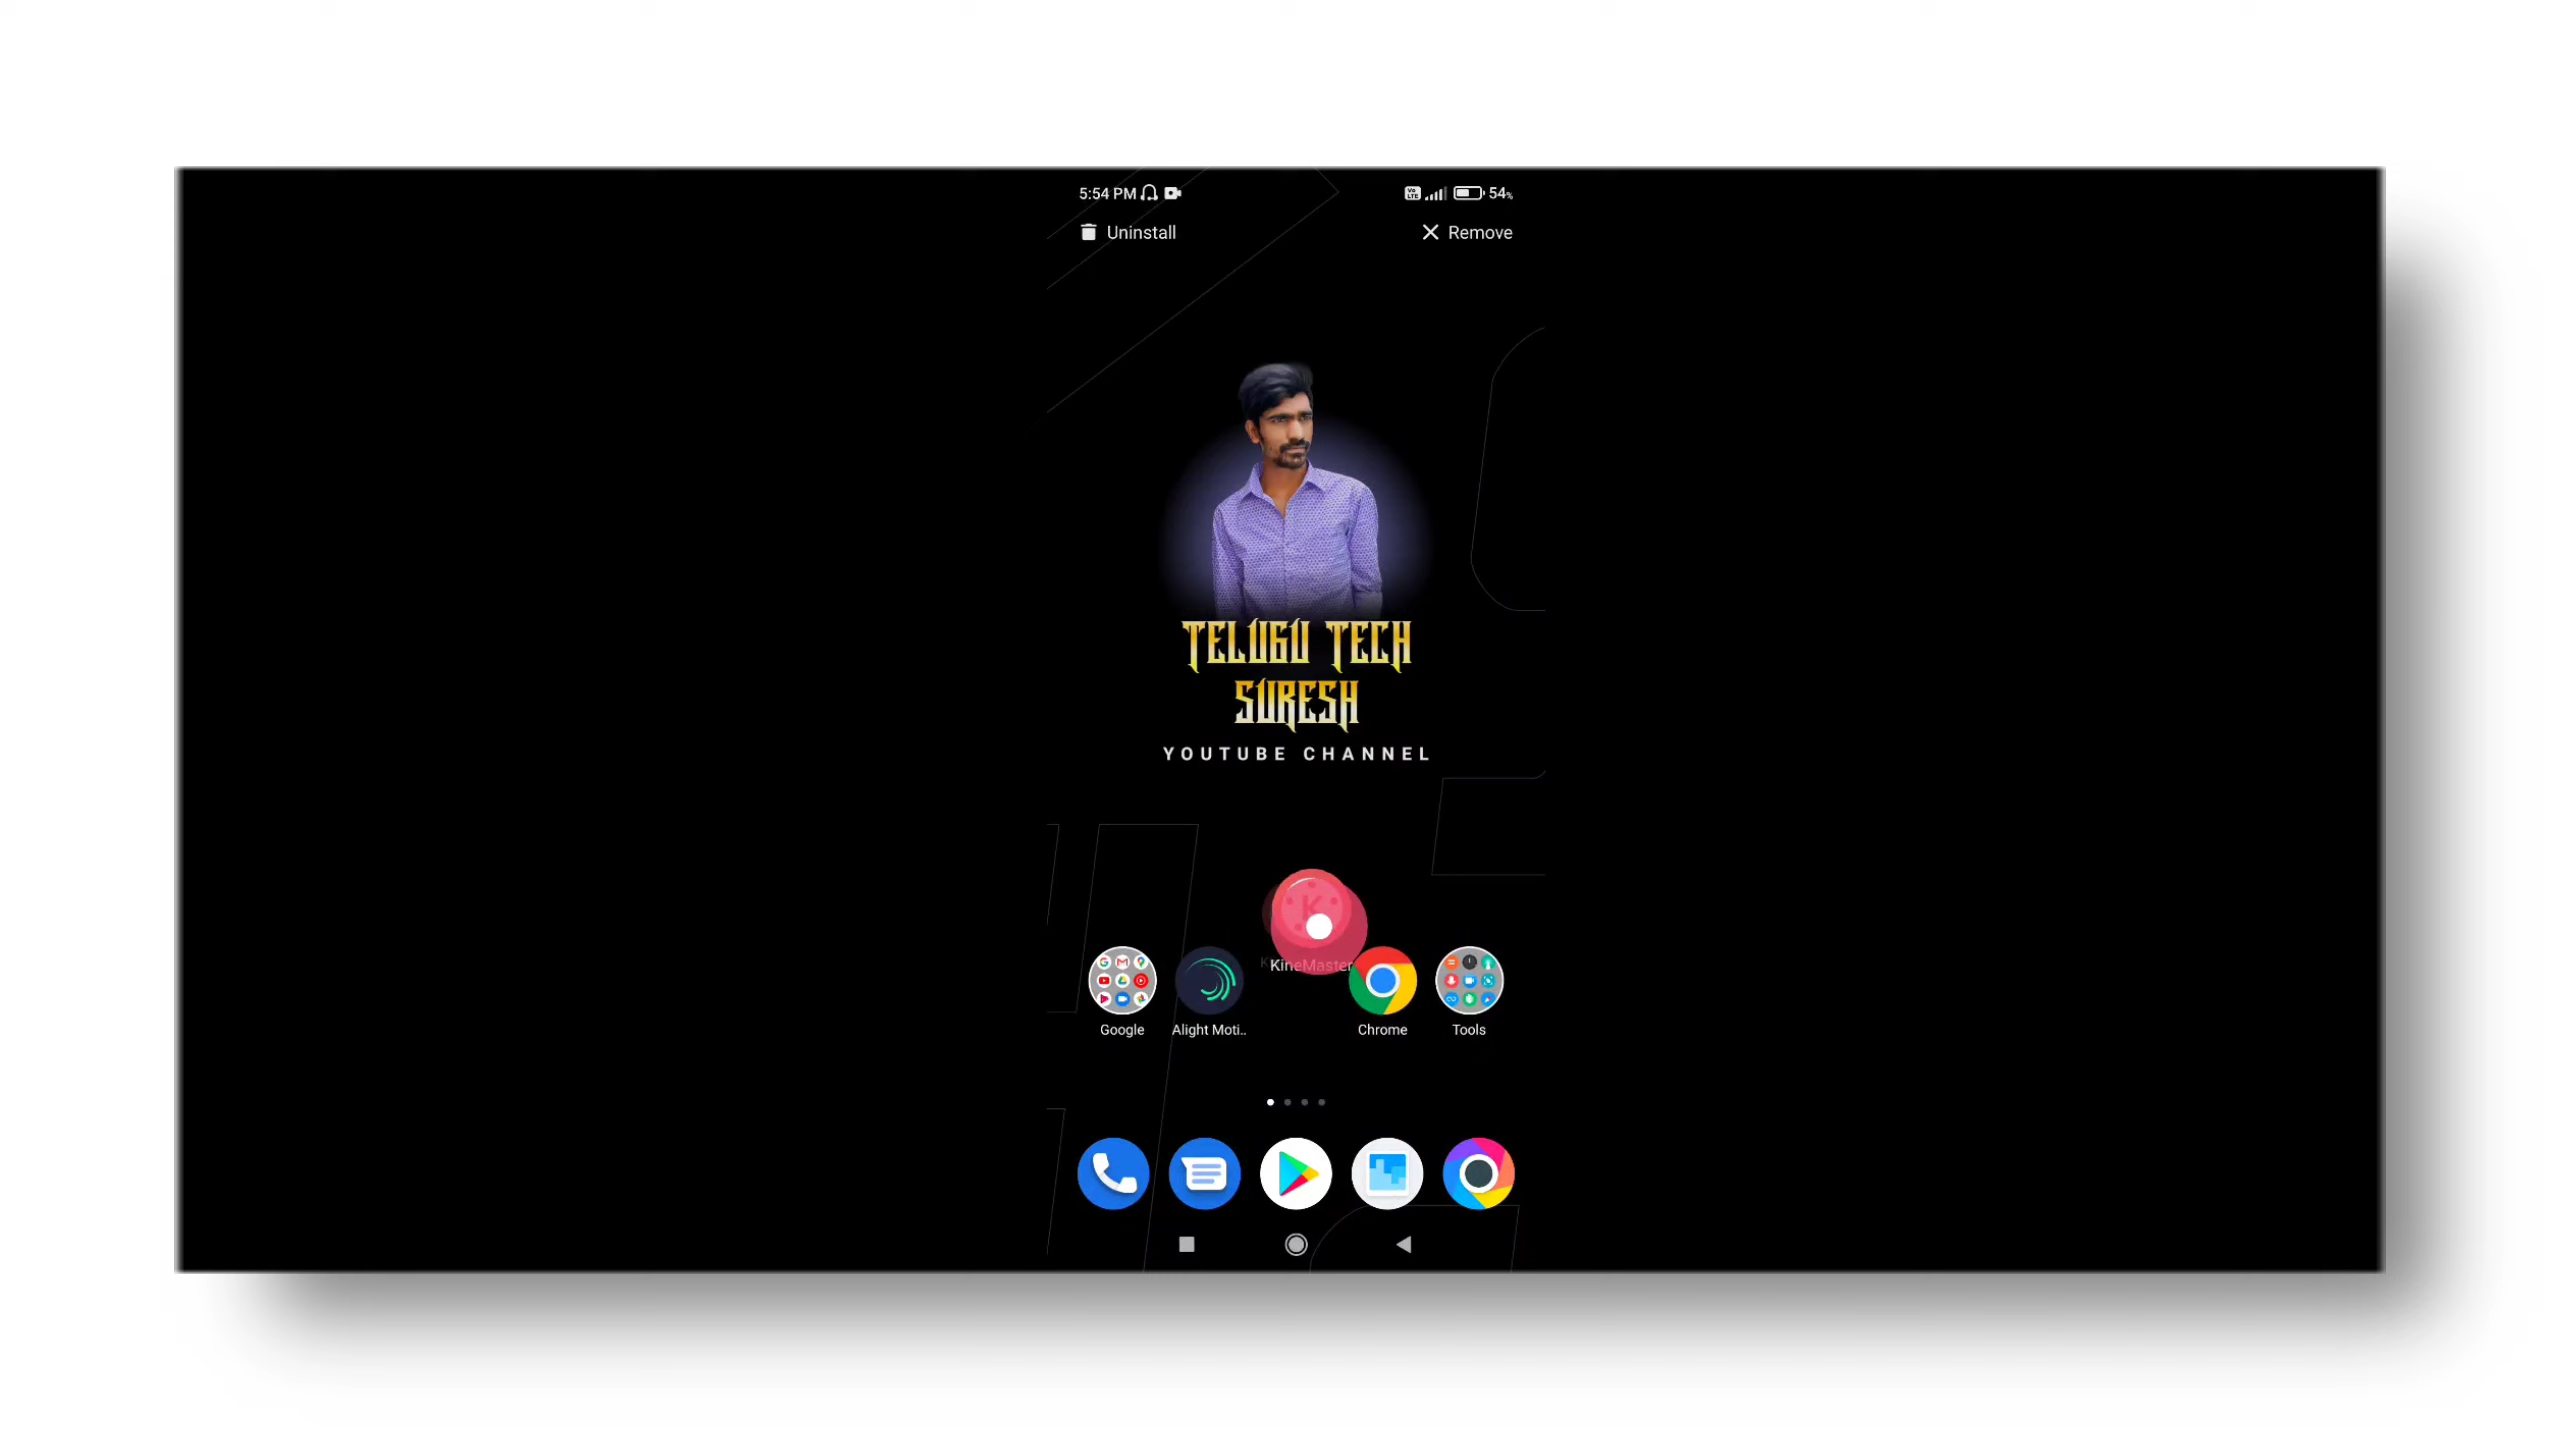 5:54 PM 54%
Uninstall Remove
TELUGU TECH
SURESH
YOUTUBE CHANNEL
K
KineMaster
Google Alight Moti.. Chrome Tools